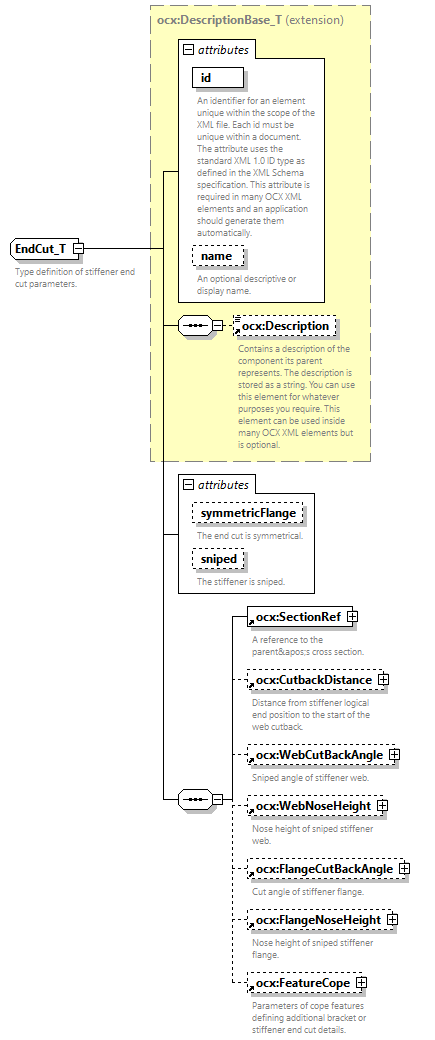 ocx:DescriptionBase_T (extension)
attributes
id
An identifier for an element
unique within the scope of the
XML file. Each id must be
unique within a document.
The attribute uses the
standard XML 1.0 ID type as
defined in the XML Schema
specification. This attribute is
required in many OCX XML
elements and an application
should generate them
automatically.
name
An optional descriptive or
display name.
EndCut_T
Type definition of stiffener end
cut parameters.
ocx:Description
Contains a description of the
component its parent
represents. The description is
stored as a string. You can use
this element for whatever
purposes you require. This
element can be used inside
many OCX XML elements but
is optional.
attributes
symmetricFlange
The end cut is symmetrical.
sniped
The stiffener is sniped.
ocx:SectionRef
A reference to the
parent&apos;s cross section.
ocx:CutbackDistance
Distance from stiffener logical
end position to the start of the
web cutback.
ocx:WebCutBackAngle
Sniped angle of stiffener web.
ocx:WebNoseHeight
Nose height of sniped stiffener
web.
ocx:FlangeCutBackAngle
Cut angle of stiffener flange.
ocx:FlangeNoseHeight
Nose height of sniped stiffener
flange.
ocx:FeatureCope
Parameters of cope features
defining additional bracket or
stiffener end cut details.